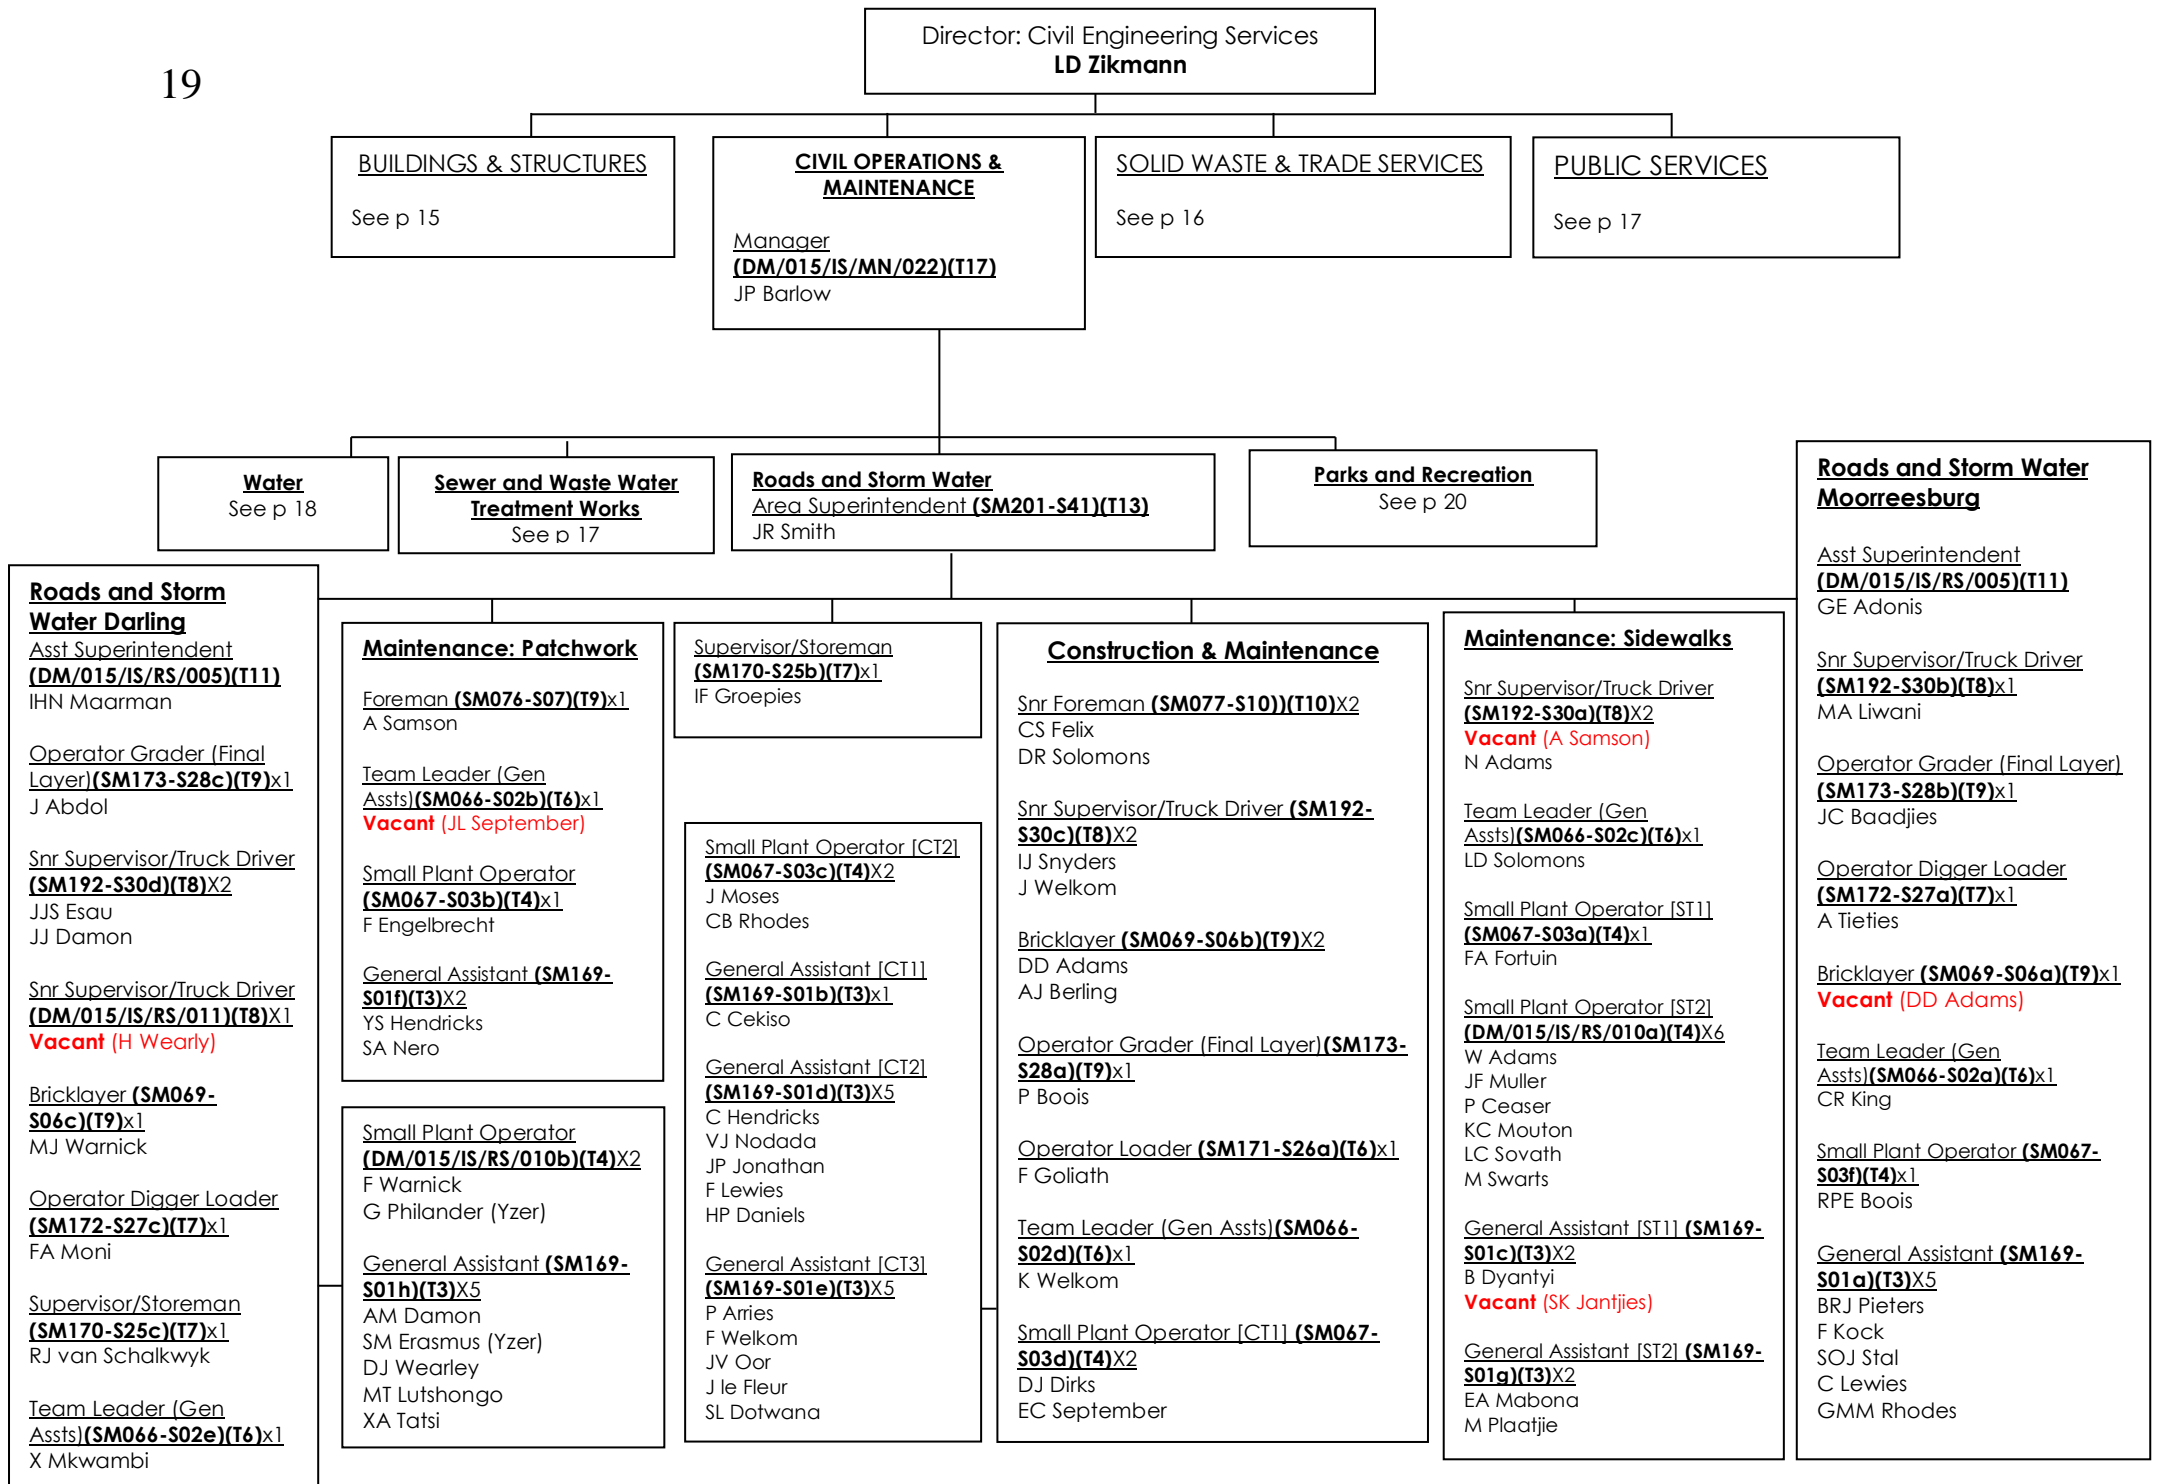 19
Director: Civil Engineering Services
LD Zikmann
BUILDINGS & STRUCTURES
See p 15
CIVIL OPERATIONS &
MAINTENANCE
Manager
(DM/015/IS/MN/022)(T17)
JP Barlow
SOLID WASTE & TRADE SERVICES
See p 16
PUBLIC SERVICES
See p 17
Water
See p 18
Sewer and Waste Water
Treatment Works
See p 17
Roads and Storm Water
Area Superintendent (SM201-S41)(T13)
JR Smith
Parks and Recreation
See p 20
Roads and Storm
Water Darling
Asst Superintendent
(DM/015/IS/RS/005)(T11)
IHN Maarman
Operator Grader (Final
Layer)(SM173-S28c)(T9)x1
J Abdol
Snr Supervisor/Truck Driver
(SM192-S30d)(T8)X2
JJS Esau
JJ Damon
Snr Supervisor/Truck Driver
(DM/015/IS/RS/011)(T8)X1
Vacant (H Wearly)
Bricklayer (SM069-
S06c)(T9)x1
MJ Warnick
Operator Digger Loader
(SM172-S27c)(T7)x1
FA Moni
Supervisor/Storeman
(SM170-S25c)(T7)x1
RJ van Schalkwyk
Team Leader (Gen
Assts)(SM066-S02e)(T6)x1
X Mkwambi
Maintenance: Patchwork
Foreman (SM076-S07)(T9)x1
A Samson
Team Leader (Gen
Assts)(SM066-S02b)(T6)x1
Vacant (JL September)
Small Plant Operator
(SM067-S03b)(T4)x1
F Engelbrecht
General Assistant (SM169-
S01f)(T3)X2
YS Hendricks
SA Nero
Small Plant Operator
(DM/015/IS/RS/010b)(T4)X2
F Warnick
G Philander (Yzer)
General Assistant (SM169-
S01h)(T3)X5
AM Damon
SM Erasmus (Yzer)
DJ Wearley
MT Lutshongo
XA Tatsi
Supervisor/Storeman
(SM170-S25b)(T7)x1
IF Groepies
Small Plant Operator [CT2]
(SM067-S03c)(T4)X2
J Moses
CB Rhodes
General Assistant [CT1]
(SM169-S01b)(T3)x1
C Cekiso
General Assistant [CT2]
(SM169-S01d)(T3)X5
C Hendricks
VJ Nodada
JP Jonathan
F Lewies
HP Daniels
General Assistant [CT3]
(SM169-S01e)(T3)X5
P Arries
F Welkom
JV Oor
J le Fleur
SL Dotwana
Construction & Maintenance
Snr Foreman (SM077-S10))(T10)X2
CS Felix
DR Solomons
Snr Supervisor/Truck Driver (SM192-
S30c)(T8)X2
IJ Snyders
J Welkom
Bricklayer (SM069-S06b)(T9)X2
DD Adams
AJ Berling
Operator Grader (Final Layer)(SM173-
S28a)(T9)x1
P Boois
Operator Loader (SM171-S26a)(T6)x1
F Goliath
Team Leader (Gen Assts)(SM066-
S02d)(T6)x1
K Welkom
Small Plant Operator [CT1] (SM067-
S03d)(T4)X2
DJ Dirks
EC September
Maintenance: Sidewalks
Snr Supervisor/Truck Driver
(SM192-S30a)(T8)X2
Vacant (A Samson)
N Adams
Team Leader (Gen
Assts)(SM066-S02c)(T6)x1
LD Solomons
Small Plant Operator [ST1]
(SM067-S03a)(T4)x1
FA Fortuin
Small Plant Operator [ST2]
(DM/015/IS/RS/010a)(T4)X6
W Adams
JF Muller
P Ceaser
KC Mouton
LC Sovath
M Swarts
General Assistant [ST1] (SM169-
S01c)(T3)X2
B Dyantyi
Vacant (SK Jantjies)
General Assistant [ST2] (SM169-
S01g)(T3)X2
EA Mabona
M Plaatjie
Roads and Storm Water
Moorreesburg
Asst Superintendent
(DM/015/IS/RS/005)(T11)
GE Adonis
Snr Supervisor/Truck Driver
(SM192-S30b)(T8)x1
MA Liwani
Operator Grader (Final Layer)
(SM173-S28b)(T9)x1
JC Baadjies
Operator Digger Loader
(SM172-S27a)(T7)x1
A Tieties
Bricklayer (SM069-S06a)(T9)x1
Vacant (DD Adams)
Team Leader (Gen
Assts)(SM066-S02a)(T6)x1
CR King
Small Plant Operator (SM067-
S03f)(T4)x1
RPE Boois
General Assistant (SM169-
S01a)(T3)X5
BRJ Pieters
F Kock
SOJ Stal
C Lewies
GMM Rhodes